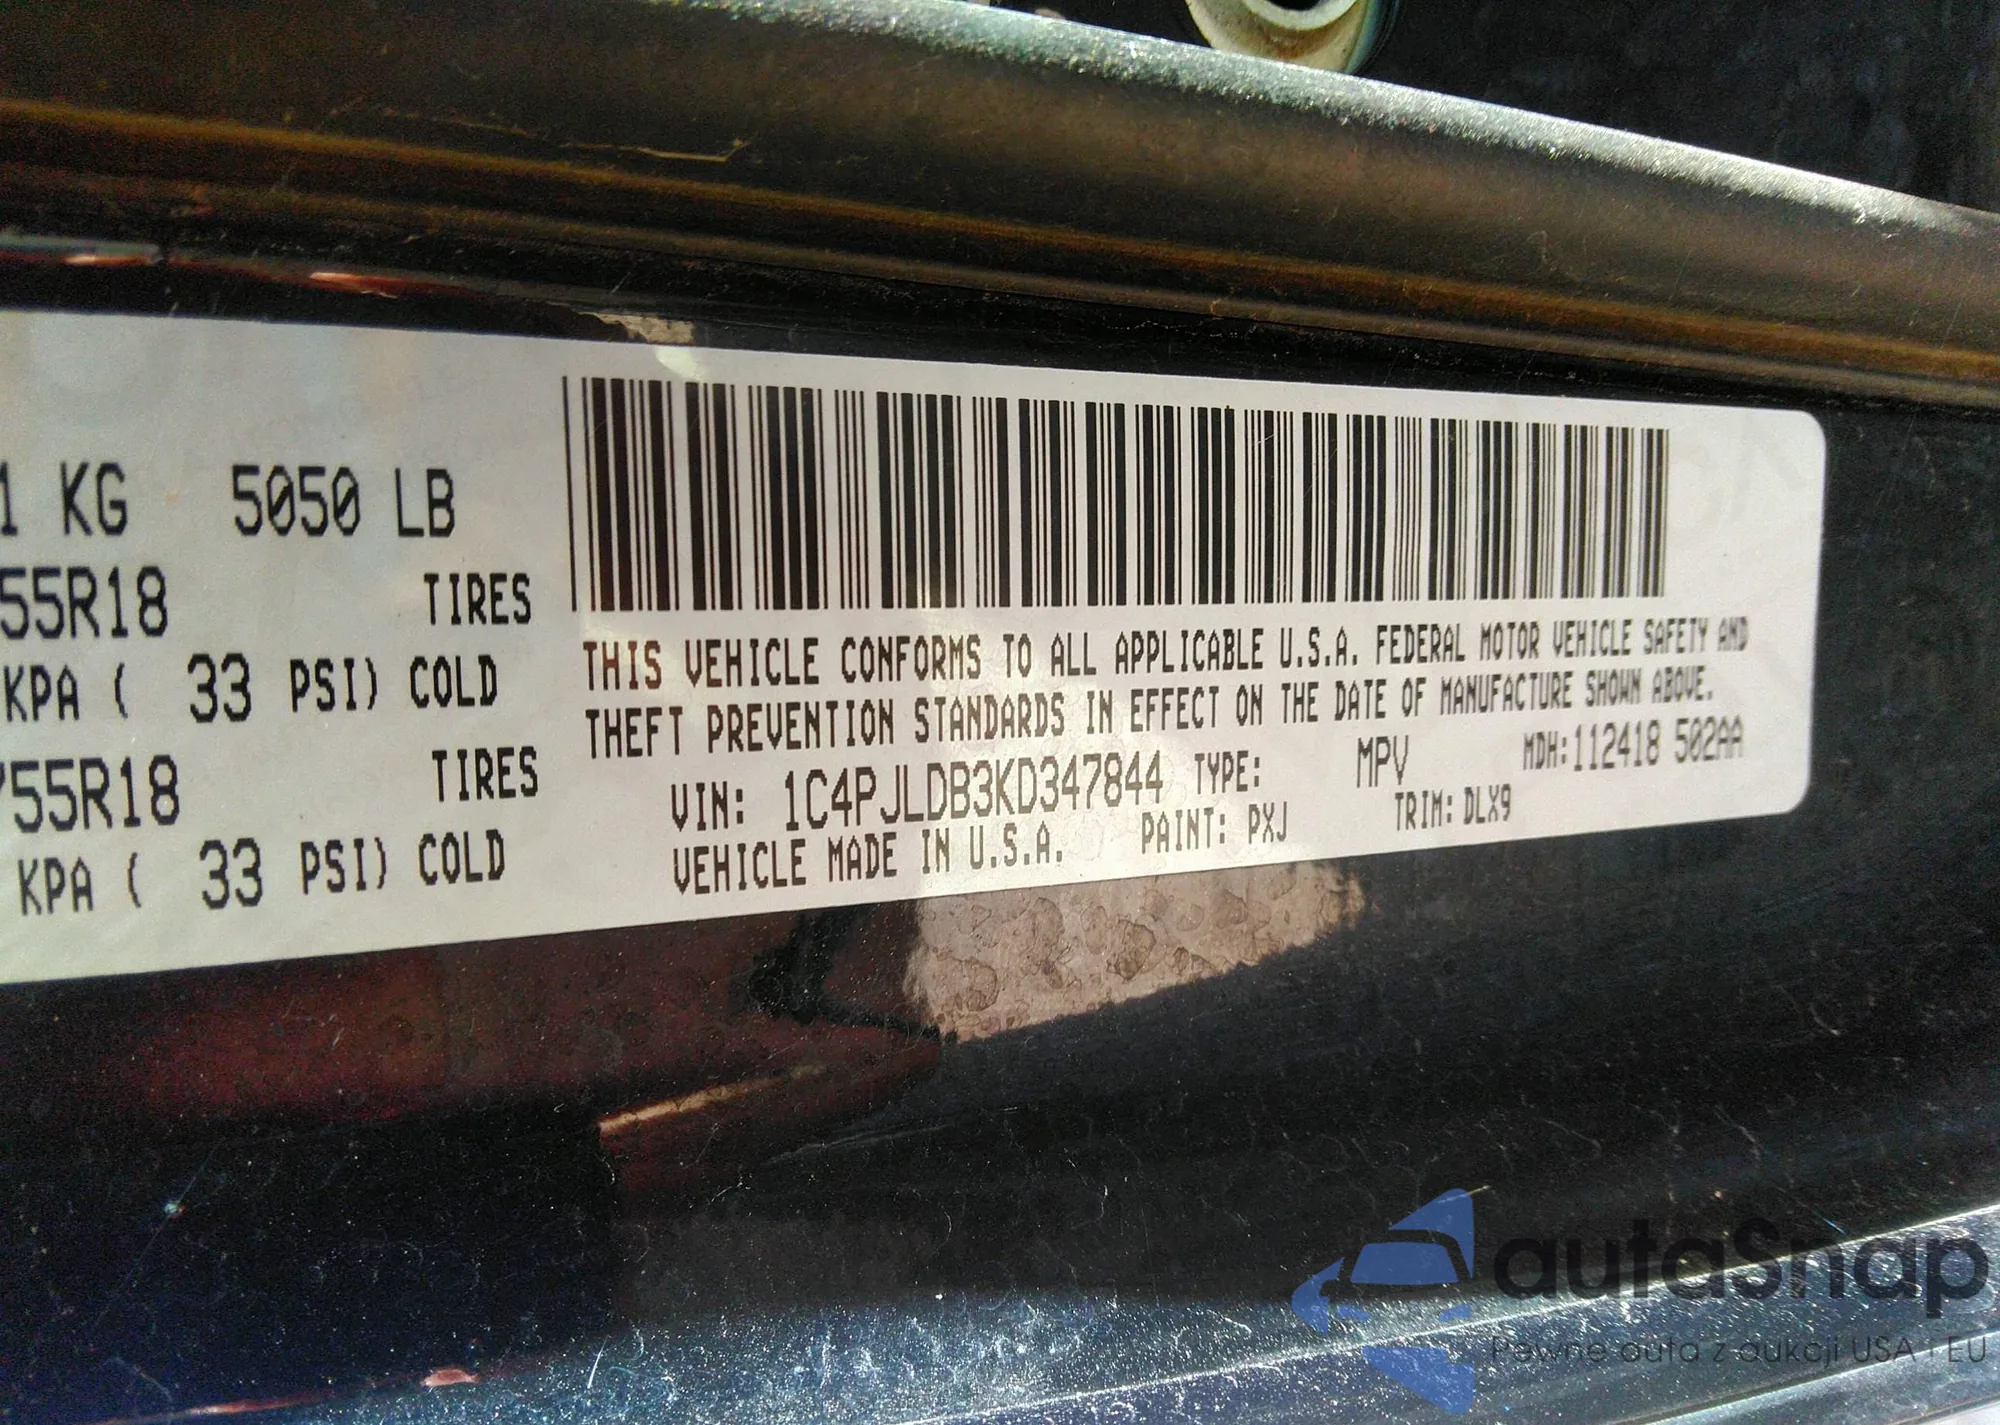 1 KG 5050 LB
55R18 TIRES
KPA ( 33 PSI) COLD
55R18 TIRES
KPA ( 33 PSI) COLD
THIS VEHICLE CONFORMS TO ALL APPLICABLE U.S.A. FEDERAL MOTOR VEHICLE SAFETY AND
THEFT PREVENTION STANDARDS IN EFFECT ON THE DATE OF MANUFACTURE SHOWN ABOVE.
VIN: 1C4PJLDB3KD347844 TYPE: MPV MDH:112418 502AA
VEHICLE MADE IN U.S.A. PAINT: PXJ TRIM: DLX9
autaSnap
Pewne auta z aukcji USA i EU